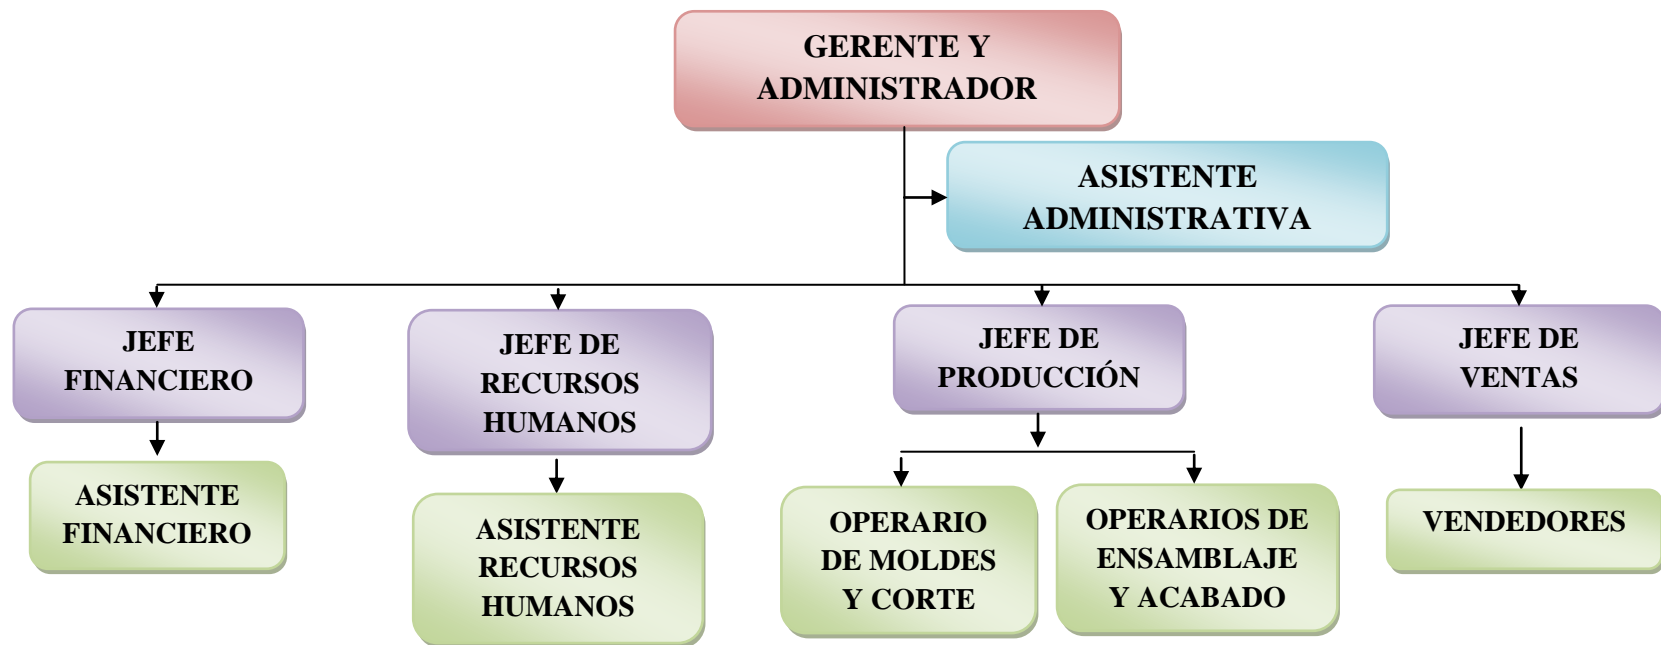 GERENTE Y
ADMINISTRADOR
ASISTENTE
ADMINISTRATIVA
JEFE
FINANCIERO
JEFE DE
RECURSOS
HUMANOS
JEFE DE
PRODUCCIÓN
JEFE DE
VENTAS
ASISTENTE
FINANCIERO
ASISTENTE
RECURSOS
HUMANOS
OPERARIO
DE MOLDES
Y CORTE
OPERARIOS DE
ENSAMBLAJE
Y ACABADO
VENDEDORES